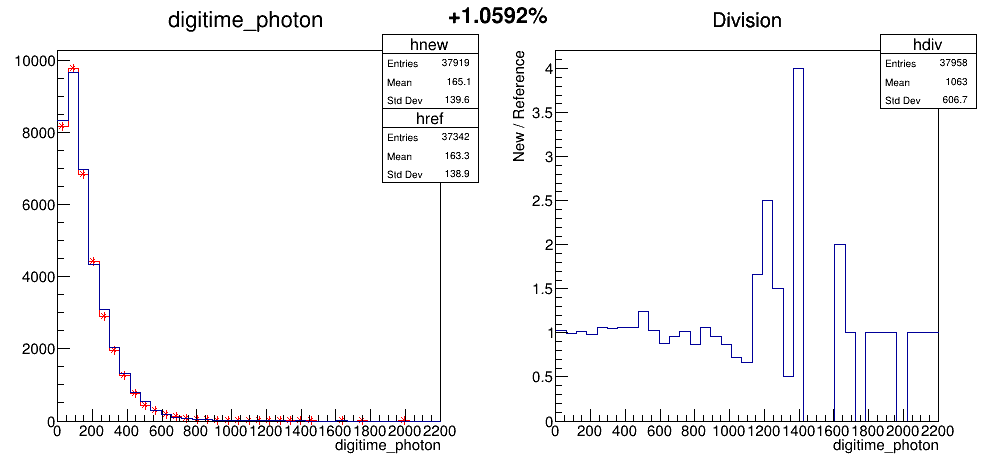 +1.0592%
digitime_photon
hnew
Entries 37919
Mean 165.1
Std Dev 139.6
href
Entries 37342
Mean 163.3
Std Dev 138.9
10000
8000
6000
4000
2000
0
0 200 400 600 800 1000 1200 1400 1600 1800 2000 2200
digitime_photon
Division
hdiv
Entries 37958
Mean 1063
Std Dev 606.7
New / Reference
4
3.5
3
2.5
2
1.5
1
0.5
0
0 200 400 600 800 1000 1200 1400 1600 1800 2000 2200
digitime_photon